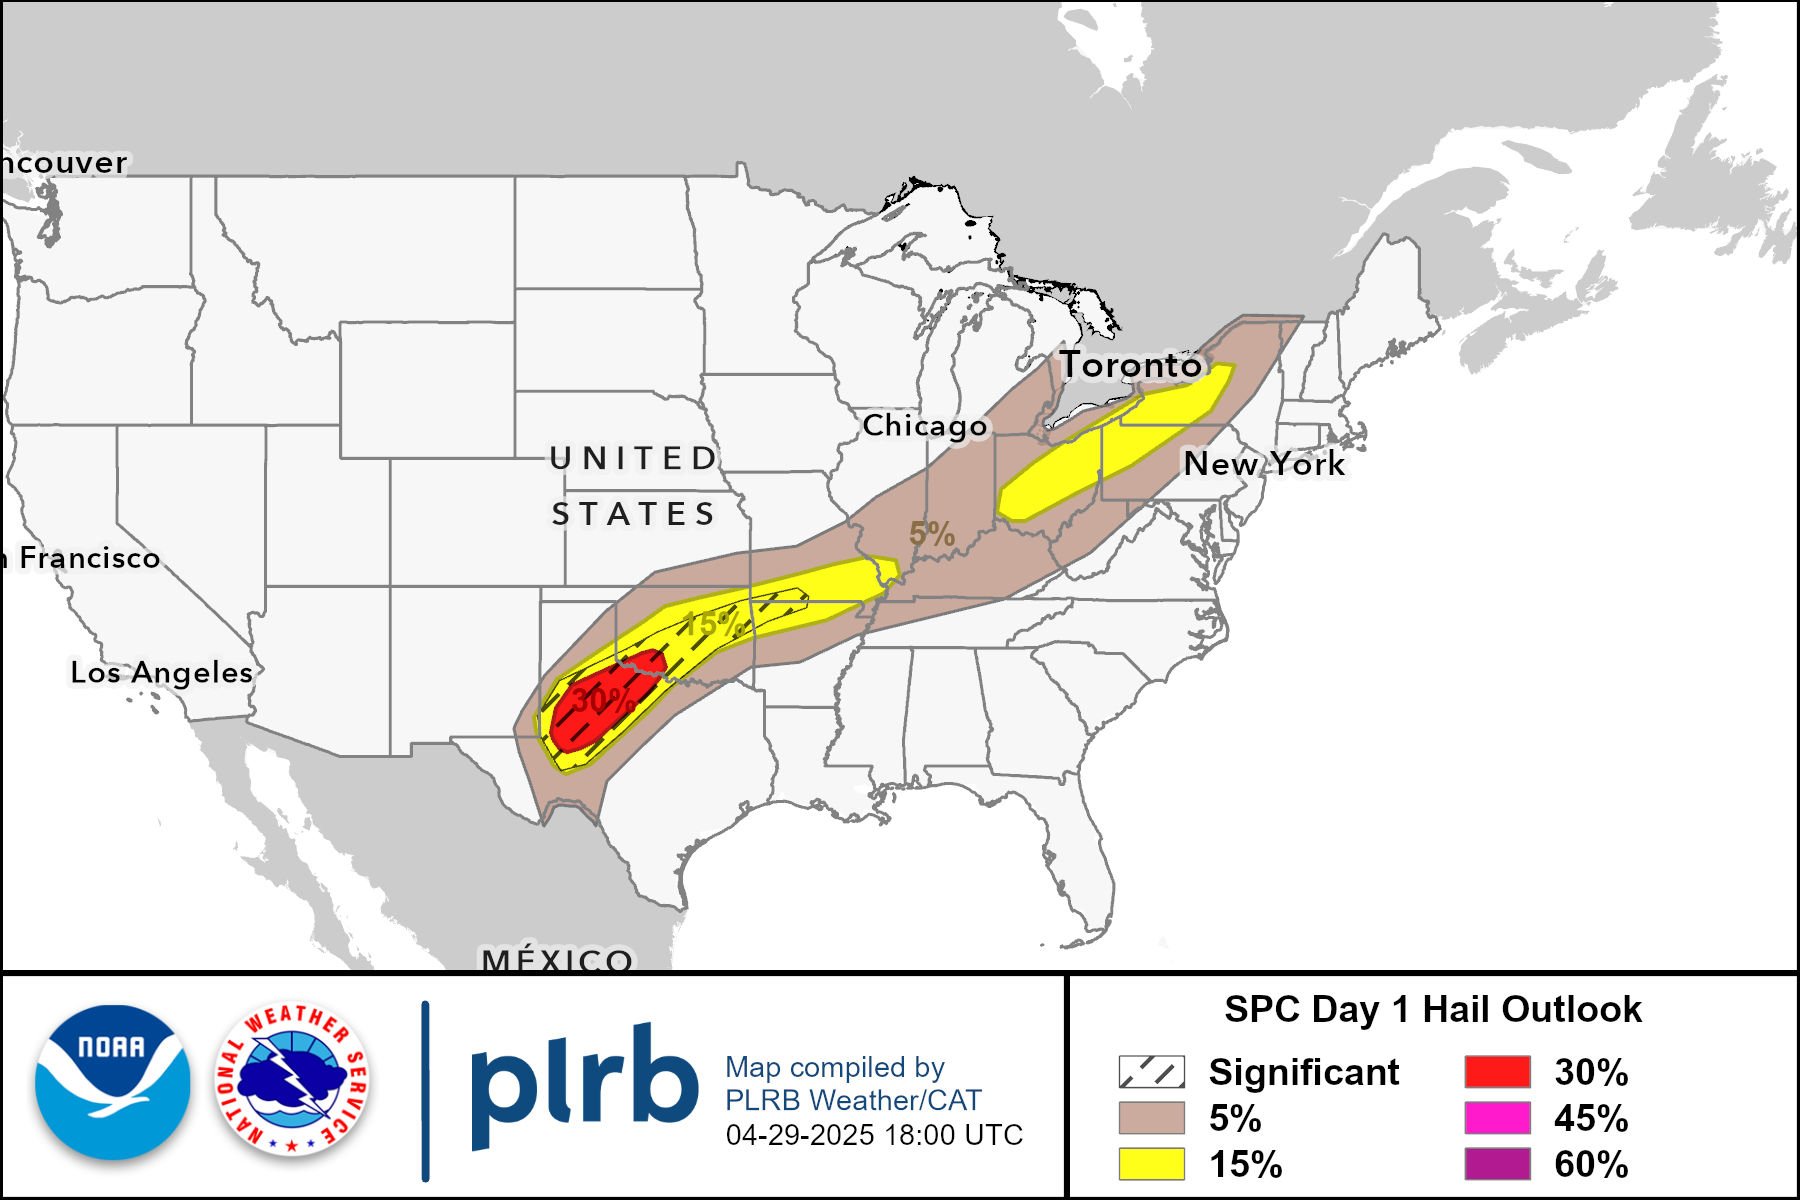 ncouver
Toronto
Chicago
UNITED
STATES
New York
5%
n Francisco
15%
Los Angeles
30%
MÉXICO
NOAA
NATIONAL WEATHER SERVICE
plrb
Map compiled by
PLRB Weather/CAT
04-29-2025 18:00 UTC
SPC Day 1 Hail Outlook
Significant
5%
15%
30%
45%
60%